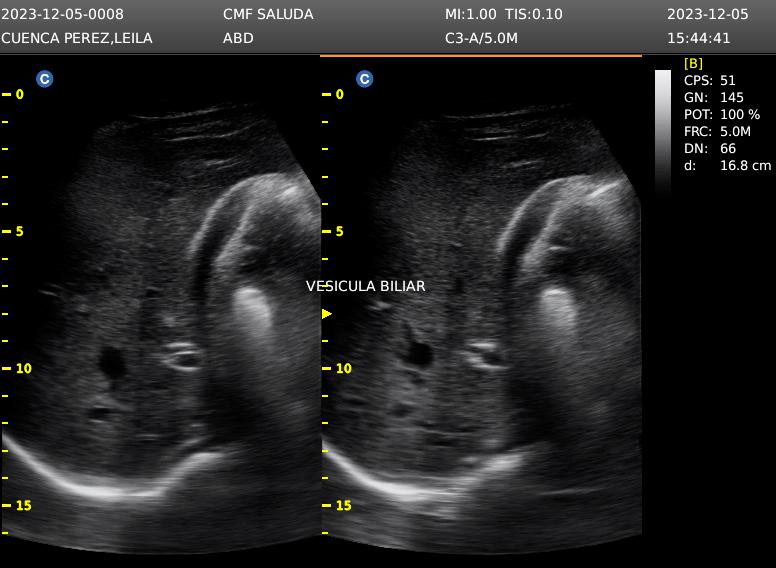 2023-12-05-0008 CMF SALUDA MI:1.00 TIS:0.10 2023-12-05
CUENCA PEREZ,LEILA ABD C3-A/5.0M 15:44:41
[B]
CPS: 51
GN: 145
POT: 100 %
FRC: 5.0M
DN: 66
d: 16.8 cm
C C
0 0
5 5
VESICULA BILIAR
10 10
15 15